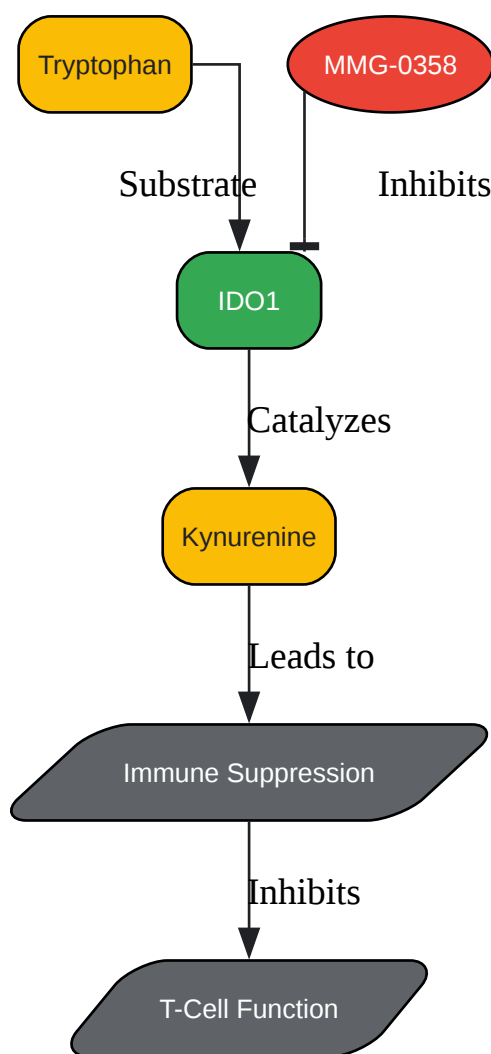 Tryptophan
MMG-0358
Substrate
Inhibits
IDO1
Catalyzes
Kynurenine
Leads to
Immune Suppression
Inhibits
T-Cell Function